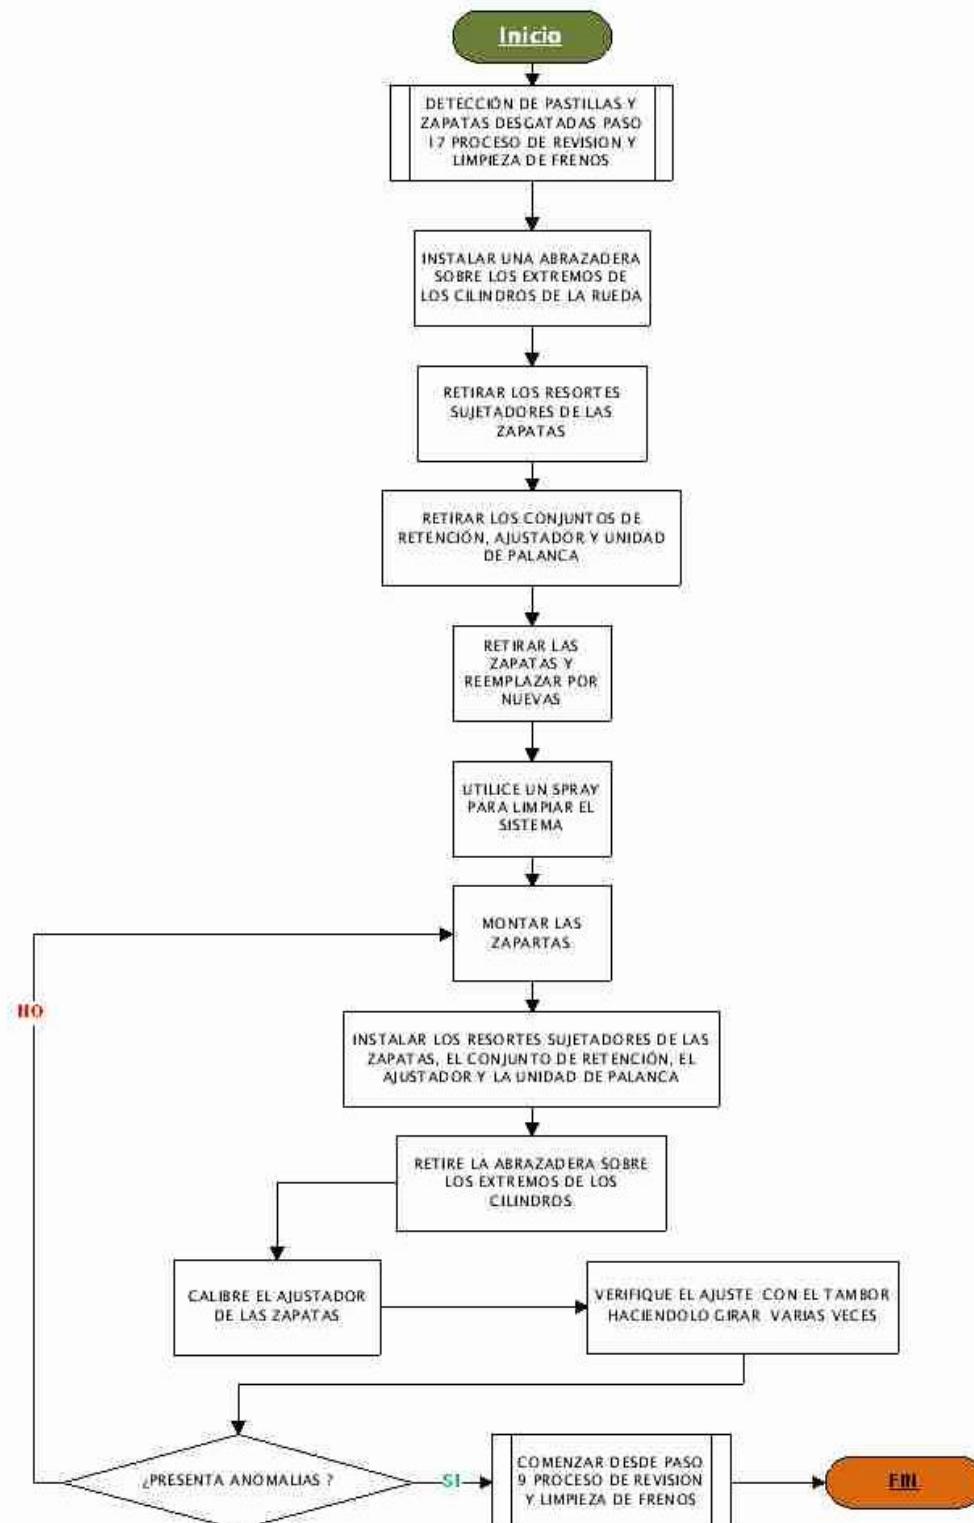 Inicio
DETECCIÓN DE PASTILLAS Y
ZAPATAS DESGATADAS PASO
17 PROCESO DE REVISION Y
LIMPIEZA DE FRENOS
INSTALAR UNA ABRAZADERA
SOBRE LOS EXTREMOS DE
LOS CILINDROS DE LA RUEDA
RETIRAR LOS RESORTES
SUJETADORES DE LAS
ZAPATAS
RETIRAR LOS CONJUNTOS DE
RETENCIÓN, AJUSTADOR Y UNIDAD
DE PALANCA
RETIRAR LAS
ZAPATAS Y
REEMPLAZAR POR
NUEVAS
UTILICE UN SPRAY
PARA LIMPIAR EL
SISTEMA
MONTAR LAS
ZAPARTAS
NO
INSTALAR LOS RESORTES SUJETADORES DE LAS
ZAPATAS, EL CONJUNTO DE RETENCIÓN, EL
AJUSTADOR Y LA UNIDAD DE PALANCA
RETIRE LA ABRAZADERA SOBRE
LOS EXTREMOS DE LOS
CILINDROS
CALIBRE EL AJUSTADOR
DE LAS ZAPATAS
VERIFIQUE EL AJUSTE CON EL TAMBOR
HACIENDOLO GIRAR VARIAS VECES
¿PRESENTA ANOMALIAS ?
SI
COMENZAR DESDE PASO
9 PROCESO DE REVISION
Y LIMPIEZA DE FRENOS
FIN